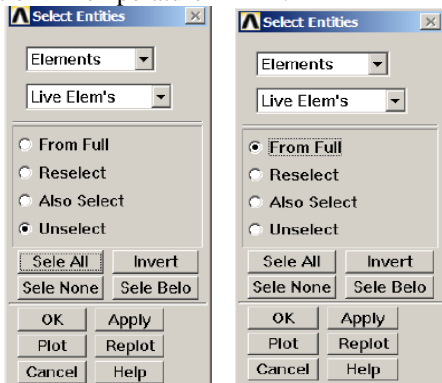 Select Entities
Elements
Live Elem's
From Full
Reselect
Also Select
Unselect
Sele All Invert
Sele None Sele Belo
OK Apply
Plot Replot
Cancel Help
Select Entities
Elements
Live Elem's
From Full
Reselect
Also Select
Unselect
Sele All Invert
Sele None Sele Belo
OK Apply
Plot Replot
Cancel Help